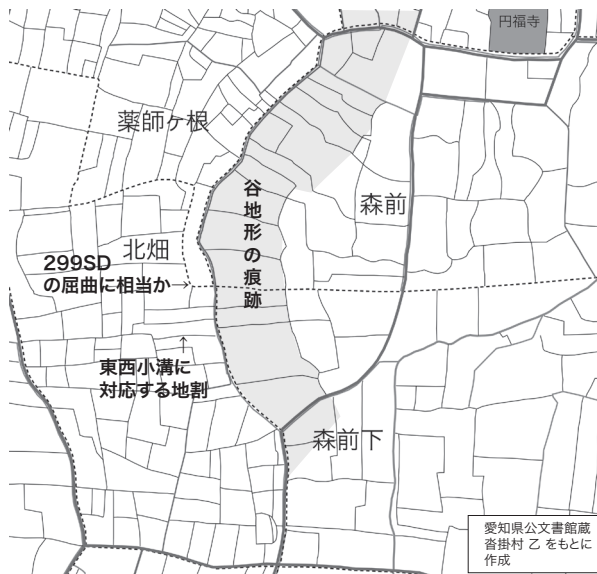 円福寺
薬師ヶ根
谷地形の痕跡
森前
北畑
299SD
の屈曲に相当か→
↑
東西小溝に
対応する地割
森前下
愛知県公文書館蔵
沓掛村 乙 をもとに
作成